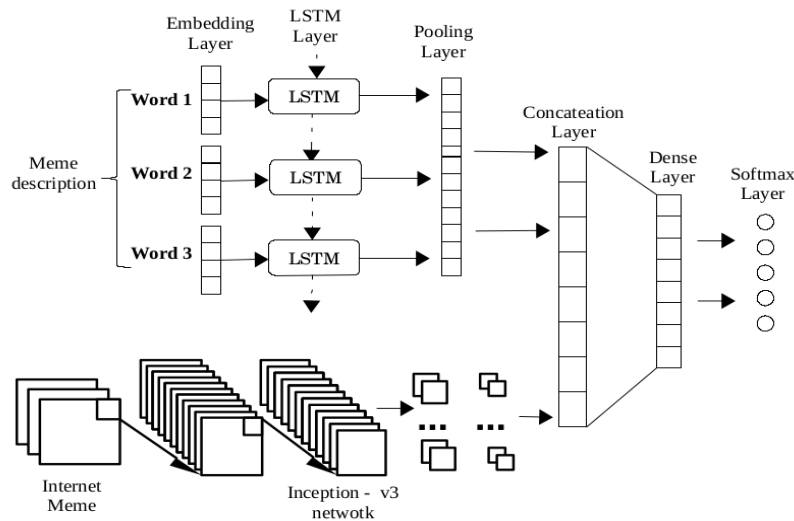 Embedding
Layer
LSTM
Layer
Pooling
Layer
Word 1
LSTM
Concateation
Layer
Meme
description
Word 2
LSTM
Dense
Layer
Softmax
Layer
Word 3
LSTM
Internet
Meme
Inception - v3
netwotk